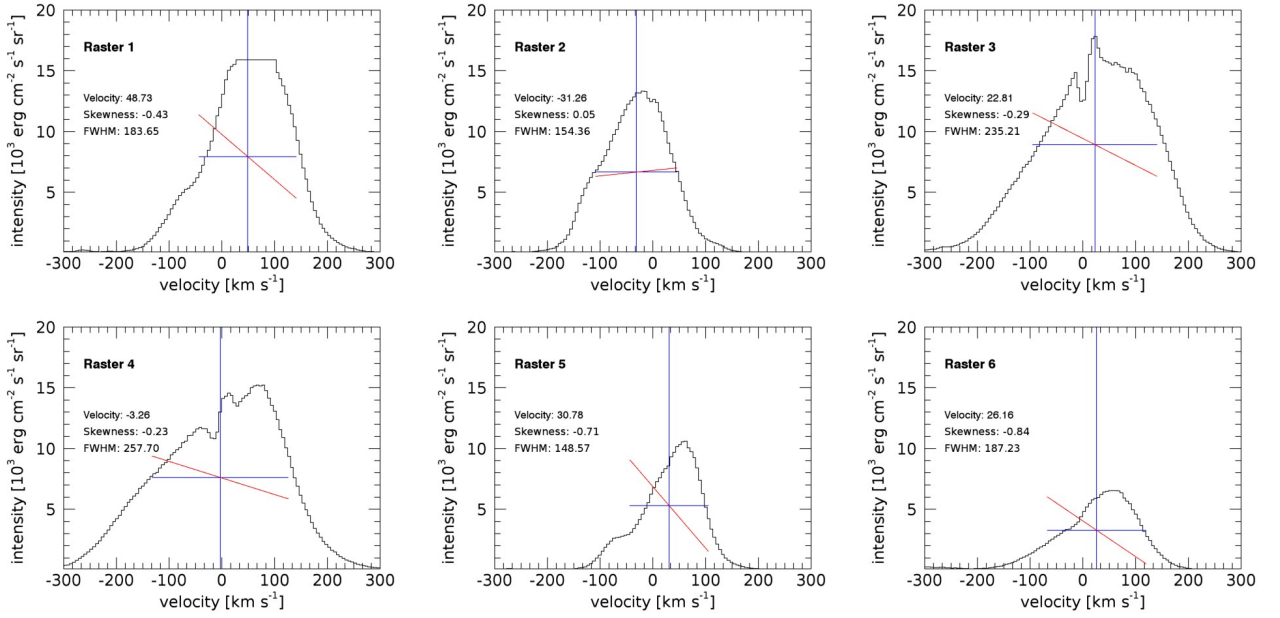 20
15
10
5
intensity [10³ erg cm⁻² s⁻¹ sr⁻¹]
Raster 1
Velocity: 48.73
Skewness: -0.43
FWHM: 183.65
-300 -200 -100 0 100 200 300
velocity [km s⁻¹]
20
15
10
5
intensity [10³ erg cm⁻² s⁻¹ sr⁻¹]
Raster 2
Velocity: -31.26
Skewness: 0.05
FWHM: 154.36
-300 -200 -100 0 100 200 300
velocity [km s⁻¹]
20
15
10
5
intensity [10³ erg cm⁻² s⁻¹ sr⁻¹]
Raster 3
Velocity: 22.81
Skewness: -0.29
FWHM: 235.21
-300 -200 -100 0 100 200 300
velocity [km s⁻¹]
20
15
10
5
intensity [10³ erg cm⁻² s⁻¹ sr⁻¹]
Raster 4
Velocity: -3.26
Skewness: -0.23
FWHM: 257.70
-300 -200 -100 0 100 200 300
velocity [km s⁻¹]
20
15
10
5
intensity [10³ erg cm⁻² s⁻¹ sr⁻¹]
Raster 5
Velocity: 30.78
Skewness: -0.71
FWHM: 148.57
-300 -200 -100 0 100 200 300
velocity [km s⁻¹]
20
15
10
5
intensity [10³ erg cm⁻² s⁻¹ sr⁻¹]
Raster 6
Velocity: 26.16
Skewness: -0.84
FWHM: 187.23
-300 -200 -100 0 100 200 300
velocity [km s⁻¹]